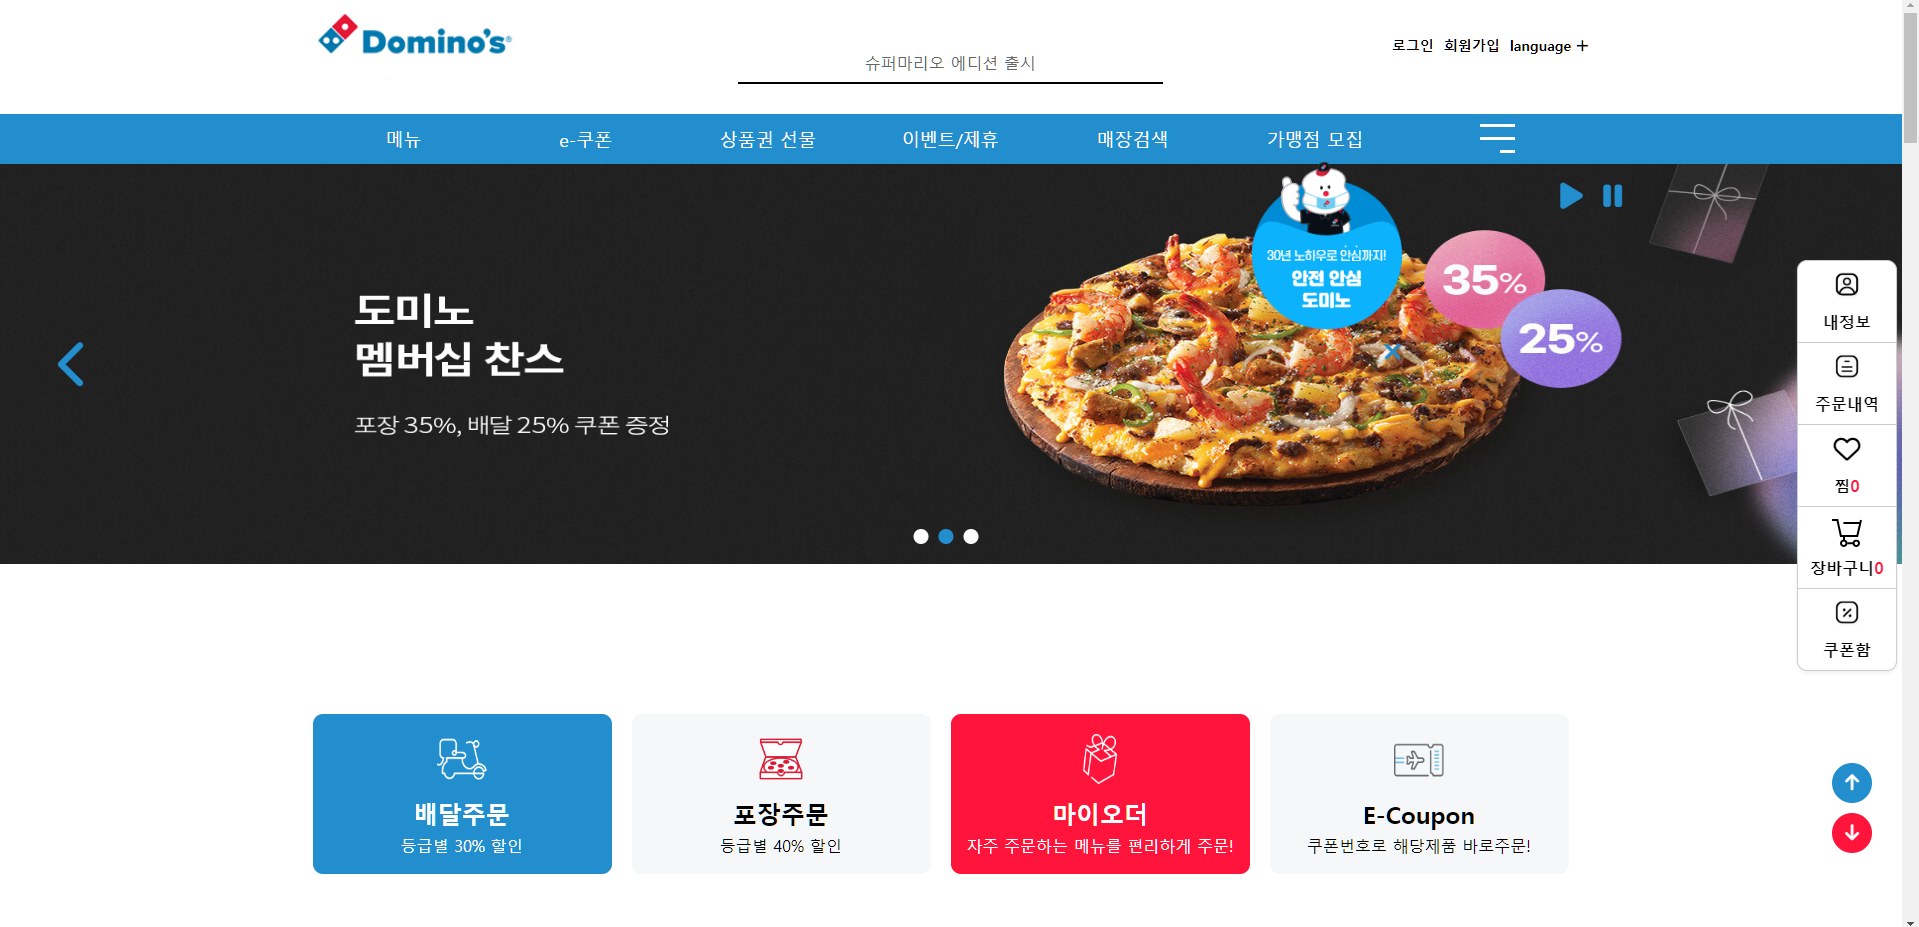 Domino's
슈퍼마리오 에디션 출시
로그인 회원가입 language +
메뉴 e-쿠폰 상품권 선물 이벤트/제휴 매장검색 가맹점 모집
30년 노하우로 안심까지!
안전 안심
도미노
35%
25%
도미노
멤버십 찬스
포장 35%, 배달 25% 쿠폰 증정
내정보
주문내역
찜0
장바구니0
쿠폰함
배달주문
등급별 30% 할인
포장주문
등급별 40% 할인
마이오더
자주 주문하는 메뉴를 편리하게 주문!
E-Coupon
쿠폰번호로 해당제품 바로주문!